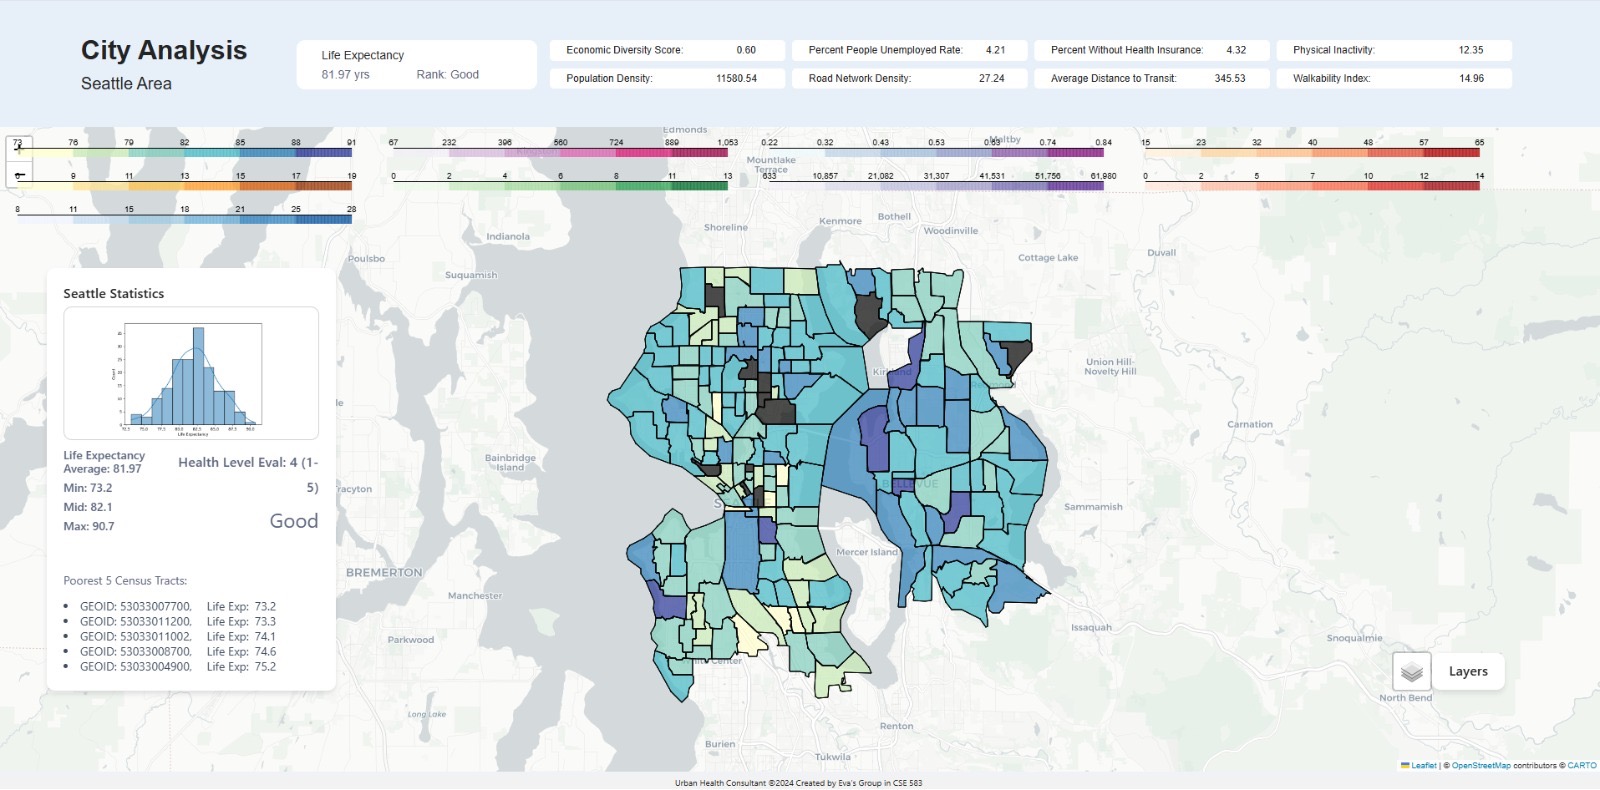 City Analysis
Seattle Area
Life Expectancy
81.97 yrs Rank: Good
Economic Diversity Score: 0.60
Percent People Unemployed Rate: 4.21
Percent Without Health Insurance: 4.32
Physical Inactivity: 12.35
Population Density: 11580.54
Road Network Density: 27.24
Average Distance to Transit: 345.53
Walkability Index: 14.96
73 76 79 82 85 88 91
67 232 396 560 724 889 1,053
0.22 0.32 0.43 0.53 0.63 0.74 0.84
15 23 32 40 48 57 65
9 11 13 15 17 19
0 2 4 6 8 11 13
633 10,857 21,082 31,307 41,531 51,756 61,980
0 2 5 7 10 12 14
8 11 15 18 21 25 28
Edmonds
Maltby
Mountlake
Terrace
Kenmore
Bothell
Shoreline
Woodinville
Indianola
Poulsbo
Cottage Lake
Duvall
Suquamish
Union Hill-
Novelty Hill
Kirkland
Carnation
Bainbridge
Island
BELLEVUE
Sammamish
Mercer Island
BREMERTON
Manchester
Issaquah
Parkwood
Snoqualmie
North Bend
Long Lake
Renton
Burien
Tukwila
Seattle Statistics
Life Expectancy
Life Expectancy
Average: 81.97
Min: 73.2
Mid: 82.1
Max: 90.7
Health Level Eval: 4 (1-
5)
Good
Poorest 5 Census Tracts:
GEOID: 53033007700, Life Exp: 73.2
GEOID: 53033011200, Life Exp: 73.3
GEOID: 53033011002, Life Exp: 74.1
GEOID: 53033008700, Life Exp: 74.6
GEOID: 53033004900, Life Exp: 75.2
Layers
Leaflet | © OpenStreetMap contributors © CARTO
Urban Health Consultant ©2024 Created by Eva's Group in CSE 583